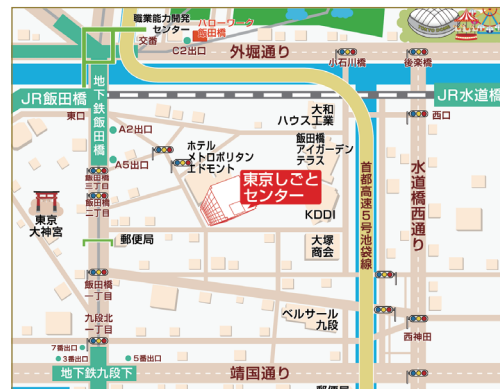 職業能力開発
センター
ハローワーク
飯田橋
交番
C2出口
外堀通り
小石川橋
後楽橋
地下鉄飯田橋
JR飯田橋
JR水道橋
東口
西口
A2出口
大和
ハウス工業
ホテル
メトロポリタン
エドモント
飯田橋
アイガーデン
テラス
A5出口
飯田橋
三丁目
東京しごと
センター
首都高速5号池袋線
水道橋西通り
飯田橋
二丁目
東京
大神宮
KDDI
郵便局
大塚
商会
飯田橋
一丁目
ベルサール
九段
九段北
一丁目
西神田
7番出口
3番出口
5番出口
地下鉄九段下
靖国通り
郵便局